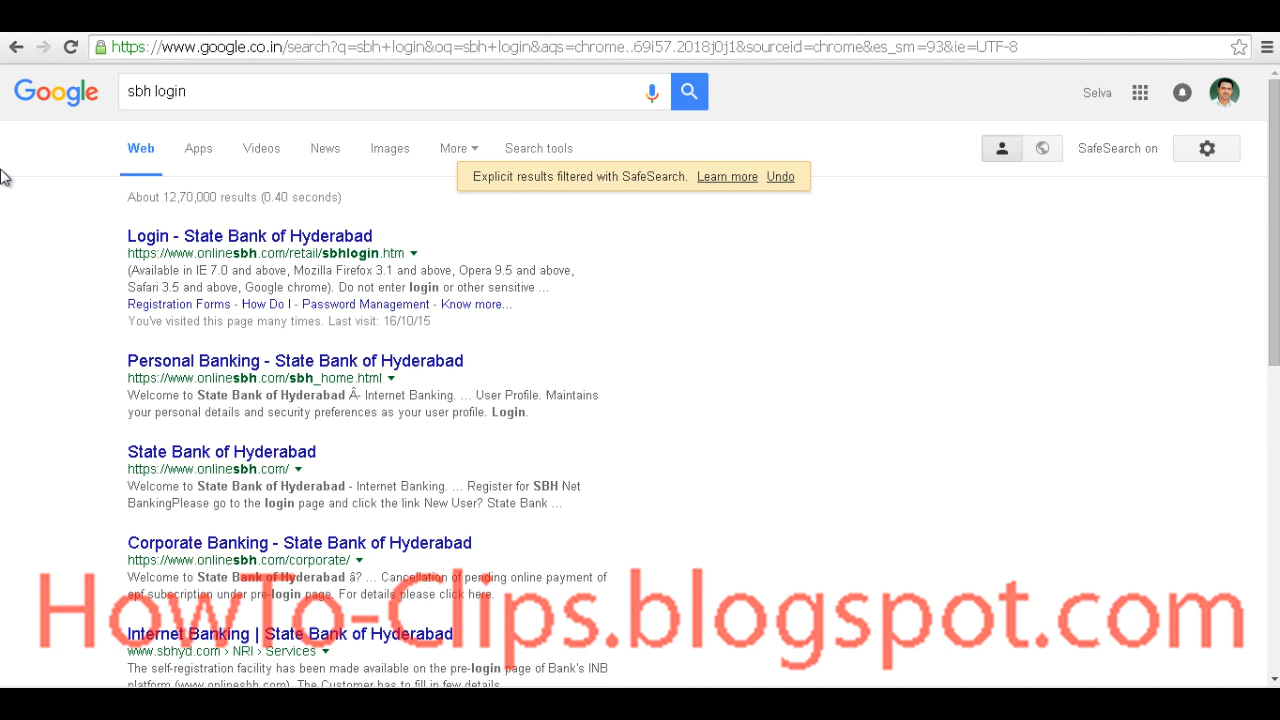 https://www.google.co.in/search?q=sbh+login&oq=sbh+login&aqs=chrome..69i57.2018j0j1&sourceid=chrome&es_sm=93&ie=UTF-8
Google
sbh login
Selva
Web Apps Videos News Images More Search tools
SafeSearch on
Explicit results filtered with SafeSearch. Learn more Undo
About 12,70,000 results (0.40 seconds)
Login - State Bank of Hyderabad
https://www.onlinesbh.com/retail/sbhlogin.htm
(Available in IE 7.0 and above, Mozilla Firefox 3.1 and above, Opera 9.5 and above,
Safari 3.5 and above, Google chrome). Do not enter login or other sensitive ...
Registration Forms - How Do I - Password Management - Know more...
You've visited this page many times. Last visit: 16/10/15
Personal Banking - State Bank of Hyderabad
https://www.onlinesbh.com/sbh_home.html
Welcome to State Bank of Hyderabad Â- Internet Banking. ... User Profile. Maintains
your personal details and security preferences as your user profile. Login.
State Bank of Hyderabad
https://www.onlinesbh.com/
Welcome to State Bank of Hyderabad - Internet Banking. ... Register for SBH Net
BankingPlease go to the login page and click the link New User? State Bank ...
Corporate Banking - State Bank of Hyderabad
https://www.onlinesbh.com/corporate/
Welcome to State Bank of Hyderabad â? ... Cancellation of pending online payment of
epf subscription under pre-login page. For details please click here.
HowTo-Clips.blogspot.com
Internet Banking | State Bank of Hyderabad
www.sbhyd.com › NRI › Services
The self-registration facility has been made available on the pre-login page of Bank's INB
platform (www.onlinesbh.com). The Customer has to fill in few details